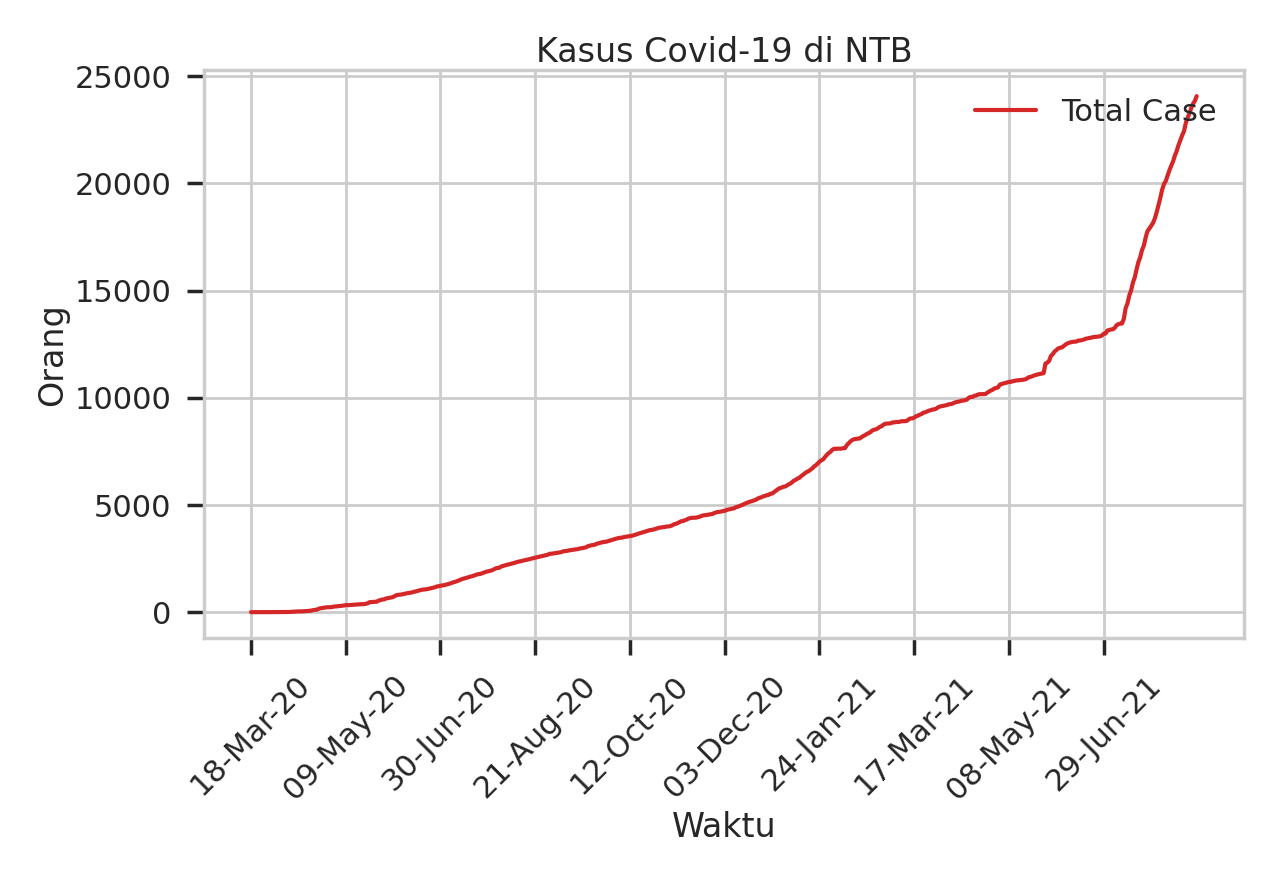 Kasus Covid-19 di NTB
Total Case
25000
20000
15000
10000
5000
0
Orang
18-Mar-20
09-May-20
30-Jun-20
21-Aug-20
12-Oct-20
03-Dec-20
24-Jan-21
17-Mar-21
08-May-21
29-Jun-21
Waktu